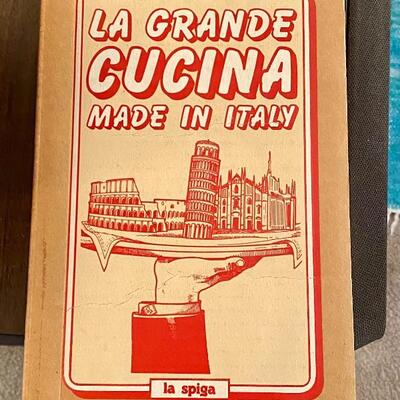 LA GRANDE
CUCINA
MADE IN ITALY
la spiga